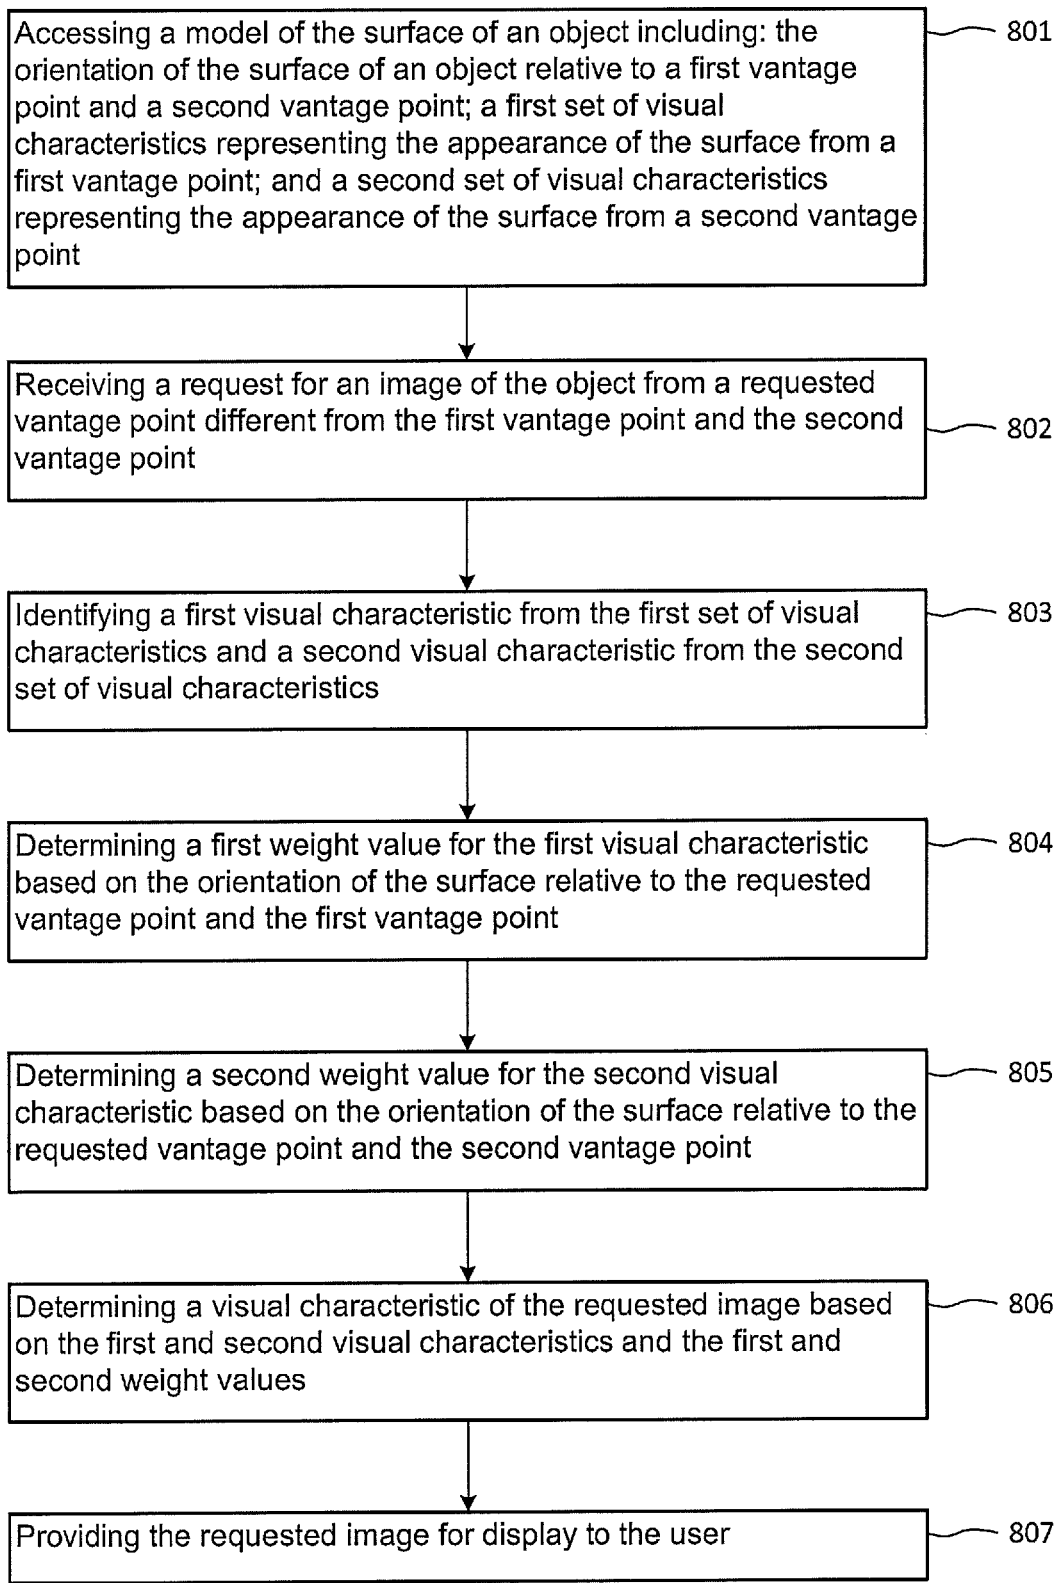 Accessing a model of the surface of an object including: the
orientation of the surface of an object relative to a first vantage
point and a second vantage point; a first set of visual
characteristics representing the appearance of the surface from a
first vantage point; and a second set of visual characteristics
representing the appearance of the surface from a second vantage
point
801
Receiving a request for an image of the object from a requested
vantage point different from the first vantage point and the second
vantage point
802
Identifying a first visual characteristic from the first set of visual
characteristics and a second visual characteristic from the second
set of visual characteristics
803
Determining a first weight value for the first visual characteristic
based on the orientation of the surface relative to the requested
vantage point and the first vantage point
804
Determining a second weight value for the second visual
characteristic based on the orientation of the surface relative to the
requested vantage point and the second vantage point
805
Determining a visual characteristic of the requested image based
on the first and second visual characteristics and the first and
second weight values
806
Providing the requested image for display to the user
807